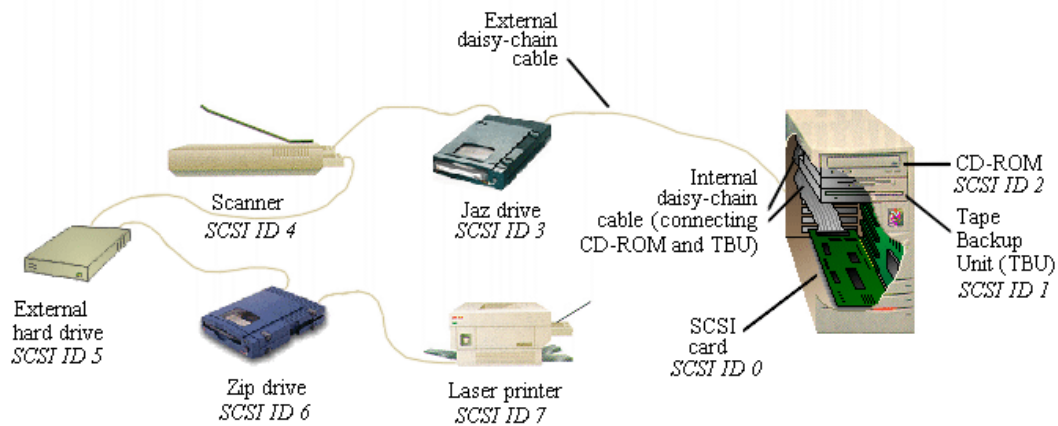 External
daisy-chain
cable
CD-ROM
SCSI ID 2
Internal
daisy-chain
cable (connecting
CD-ROM and TBU)
Tape
Backup
Unit (TBU)
SCSI ID 1
Scanner
SCSI ID 4
Jaz drive
SCSI ID 3
External
hard drive
SCSI ID 5
Zip drive
SCSI ID 6
Laser printer
SCSI ID 7
SCSI
card
SCSI ID 0